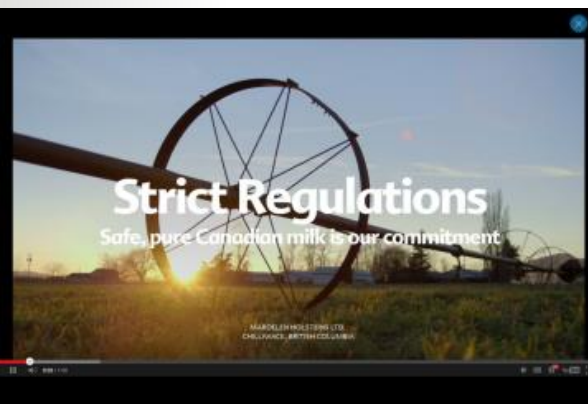 Strict Regulations
Safe, pure Canadian milk is our commitment
MARDELEN HOLSTEINS LTD.
CHILLIWACK, BRITISH COLUMBIA